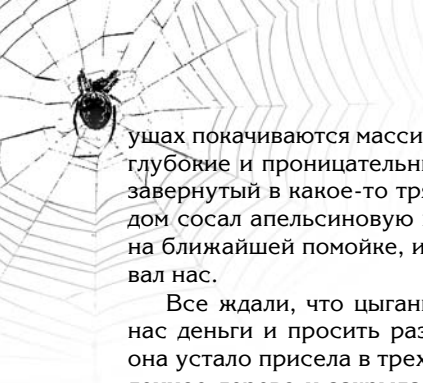 ушах покачиваются масси
глубокие и проницательн
завернутый в какое-то тря
дом сосал апельсиновую
на ближайшей помойке, и
вал нас.
Все ждали, что цыган
нас деньги и просить раз
она устало присела в трех